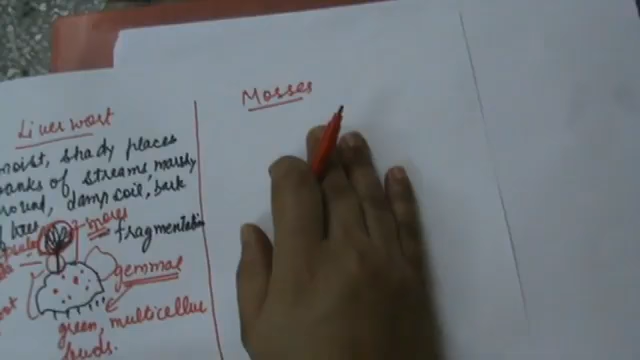 Liverwort
moist, shady places
banks of streams, marshy
ground, damp soil, bark
of trees
fragmentation
gemmae
green, multicellular
buds.
Mosses